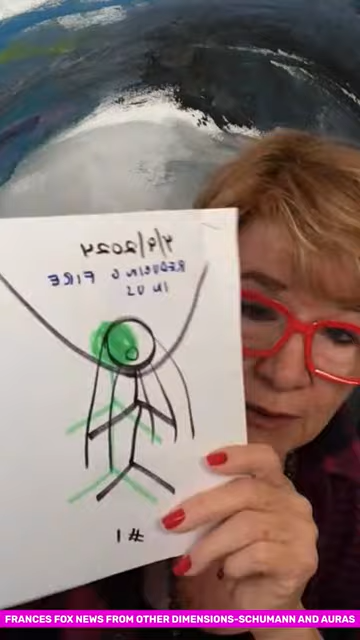 4/9/2024
REDUCING FIRE
IN US
#1
FRANCES FOX NEWS FROM OTHER DIMENSIONS-SCHUMANN AND AURAS